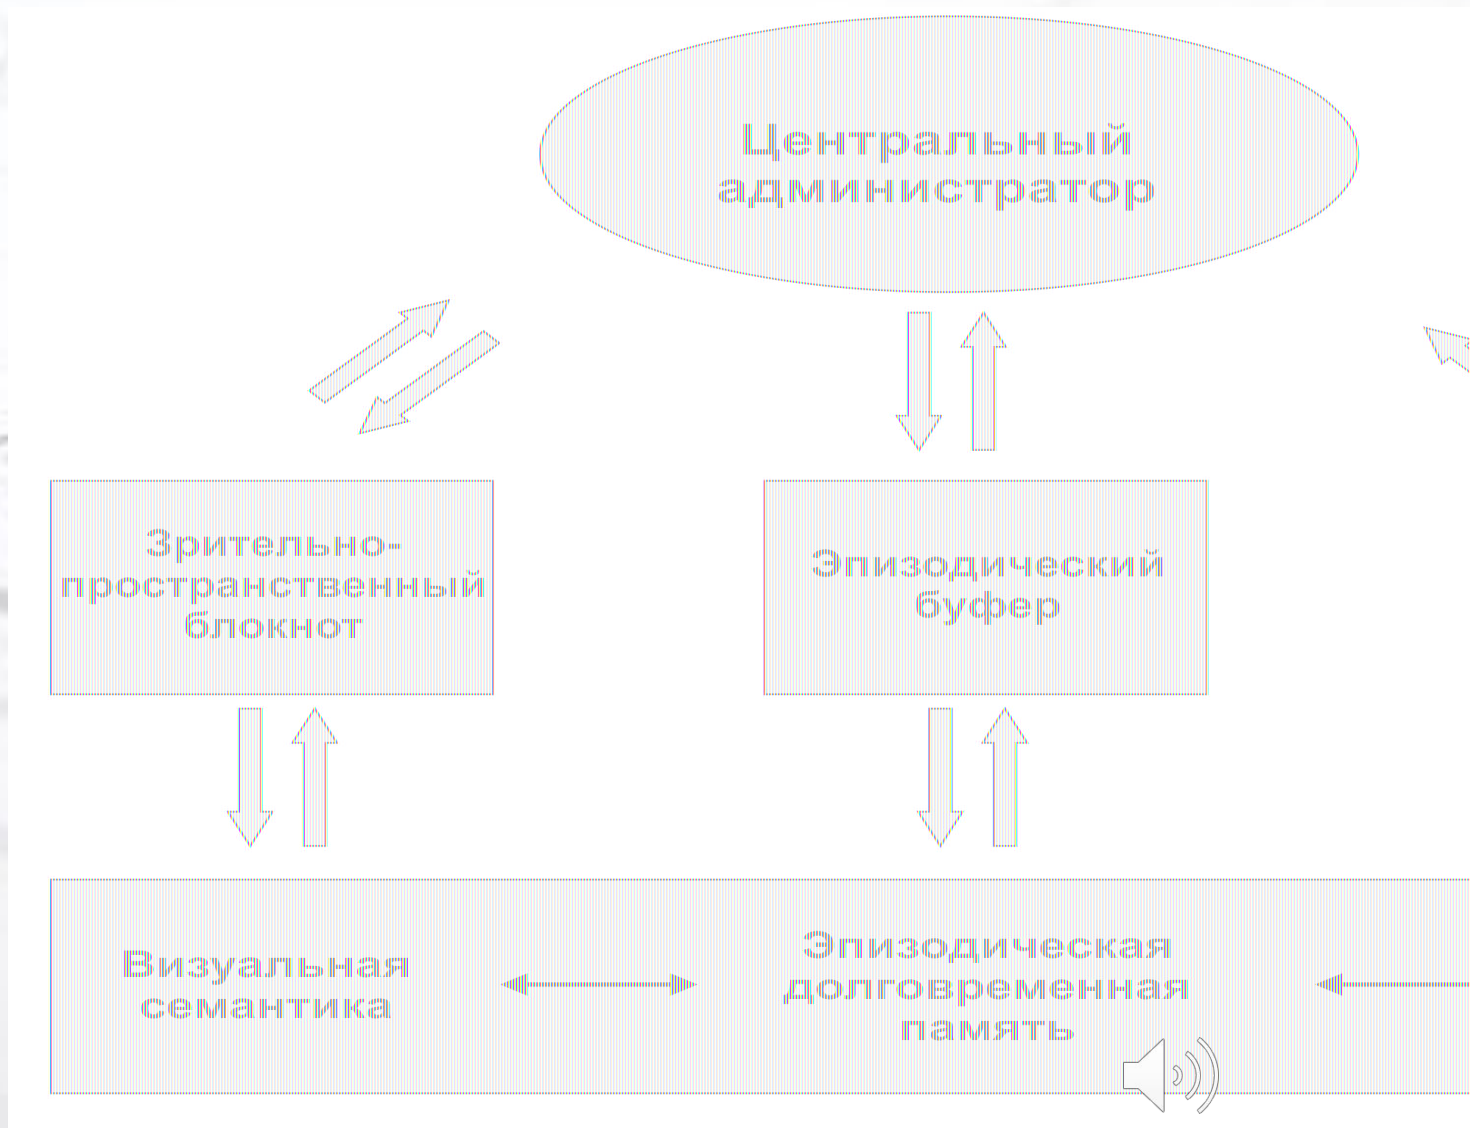 Центральный
администратор
Зрительно-
пространственный
блокнот
Эпизодический
буфер
Визуальная
семантика
Эпизодическая
долговременная
память